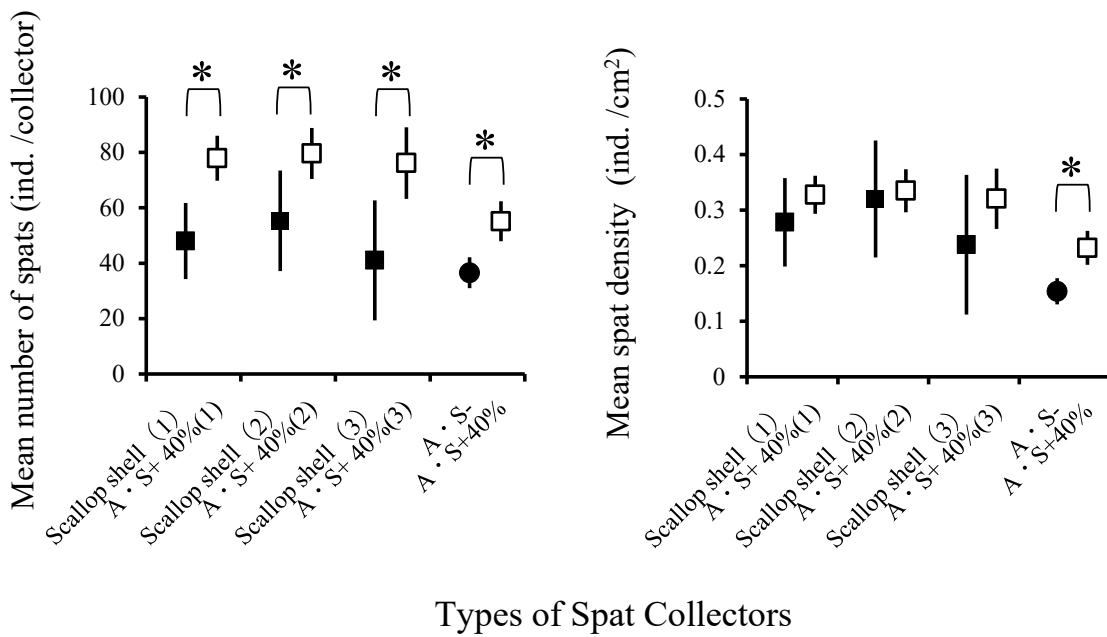 Mean number of spats (ind. /collector)
100
80
60
40
20
0
*
*
*
*
Scallop shell (1)
A・S+ 40%(1)
Scallop shell (2)
A・S+ 40%(2)
Scallop shell (3)
A・S+ 40%(3)
A・S-
A・S+40%
Mean spat density (ind. /cm²)
0.5
0.4
0.3
0.2
0.1
0
*
Scallop shell (1)
A・S+ 40%(1)
Scallop shell (2)
A・S+ 40%(2)
Scallop shell (3)
A・S+ 40%(3)
A・S-
A・S+40%
Types of Spat Collectors